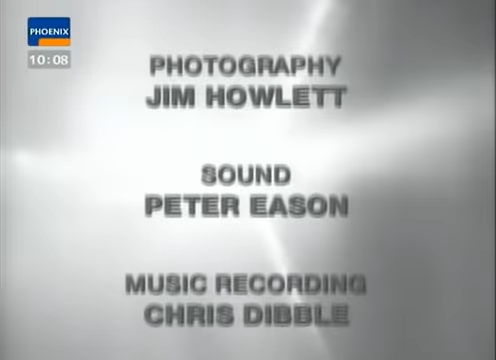 PHOENIX
10:08
PHOTOGRAPHY
JIM HOWLETT
SOUND
PETER EASON
MUSIC RECORDING
CHRIS DIBBLE